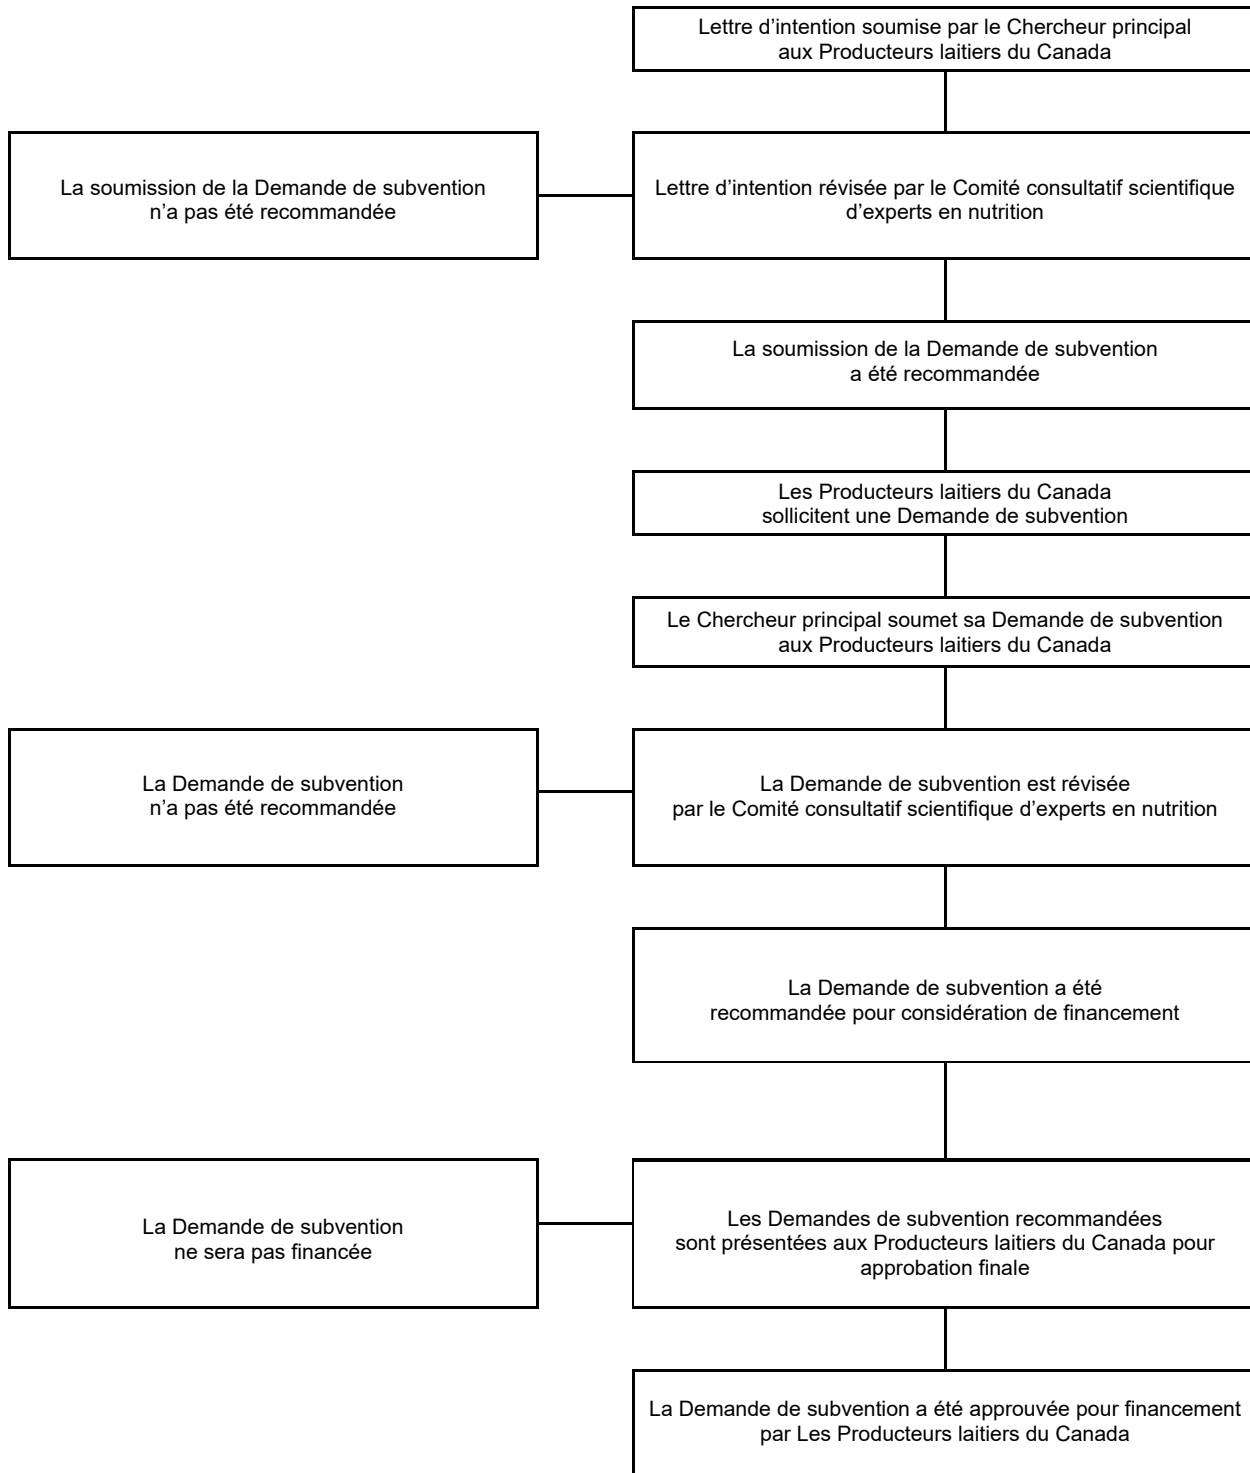 Lettre d’intention soumise par le Chercheur principal
aux Producteurs laitiers du Canada
La soumission de la Demande de subvention
n’a pas été recommandée
Lettre d’intention révisée par le Comité consultatif scientifique
d’experts en nutrition
La soumission de la Demande de subvention
a été recommandée
Les Producteurs laitiers du Canada
sollicitent une Demande de subvention
Le Chercheur principal soumet sa Demande de subvention
aux Producteurs laitiers du Canada
La Demande de subvention
n’a pas été recommandée
La Demande de subvention est révisée
par le Comité consultatif scientifique d’experts en nutrition
La Demande de subvention a été
recommandée pour considération de financement
La Demande de subvention
ne sera pas financée
Les Demandes de subvention recommandées
sont présentées aux Producteurs laitiers du Canada pour
approbation finale
La Demande de subvention a été approuvée pour financement
par Les Producteurs laitiers du Canada